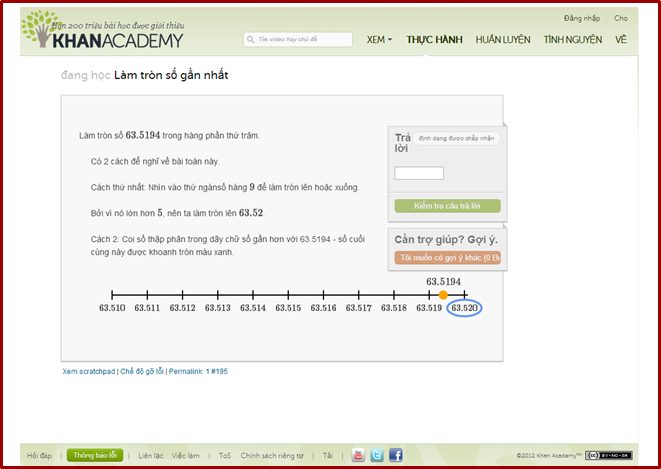 Hơn 200 triệu bài học được giới thiệu
KHANACADEMY
Đăng nhập | Cho
Tìm video hay chủ đề
XEM
THỰC HÀNH
HUẤN LUYỆN
TÌNH NGUYỆN
VỀ
đang học Làm tròn số gần nhất
Làm tròn số 63.5194 trong hàng phần thứ trăm.
Có 2 cách để nghĩ về bài toán này.
Cách thứ nhất: Nhìn vào thứ ngànsố hàng 9 để làm tròn lên hoặc xuống.
Bởi vì nó lớn hơn 5, nên ta làm tròn lên 63.52.
Cách 2: Coi số thập phân trong dãy chữ số gần hơn với 63.5194 - số cuối
cùng này được khoanh tròn màu xanh.
Trả lời
định dạng được chấp nhận
Kiểm tra câu trả lời
Cần trợ giúp? Gợi ý.
Tôi muốn có gợi ý khác (0
63.5194
63.510 63.511 63.512 63.513 63.514 63.515 63.516 63.517 63.518 63.519 63.520
Xem scratchpad | Chế độ gỡ lỗi | Permalink: 1 #195
Hỏi đáp | Thông báo lỗi | Liên lạc Việc làm | ToS Chính sách riêng tư | Tải |
You Tube
©2012 Khan Academy™
cc BY-NC-SA